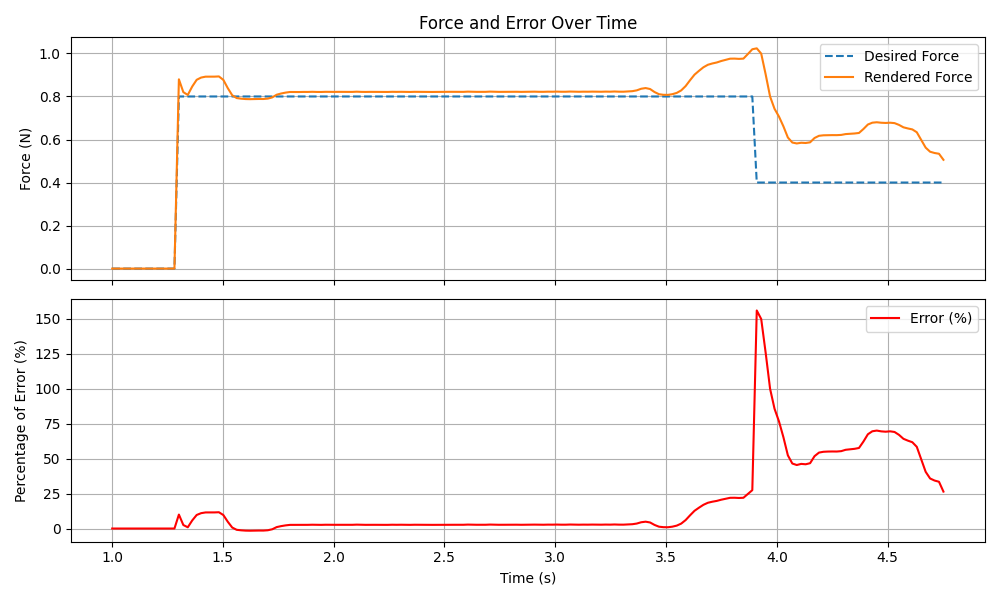 Force and Error Over Time
Force (N)
1.0
0.8
0.6
0.4
0.2
0.0
Desired Force
Rendered Force
Percentage of Error (%)
150
125
100
75
50
25
0
Error (%)
1.0 1.5 2.0 2.5 3.0 3.5 4.0 4.5
Time (s)